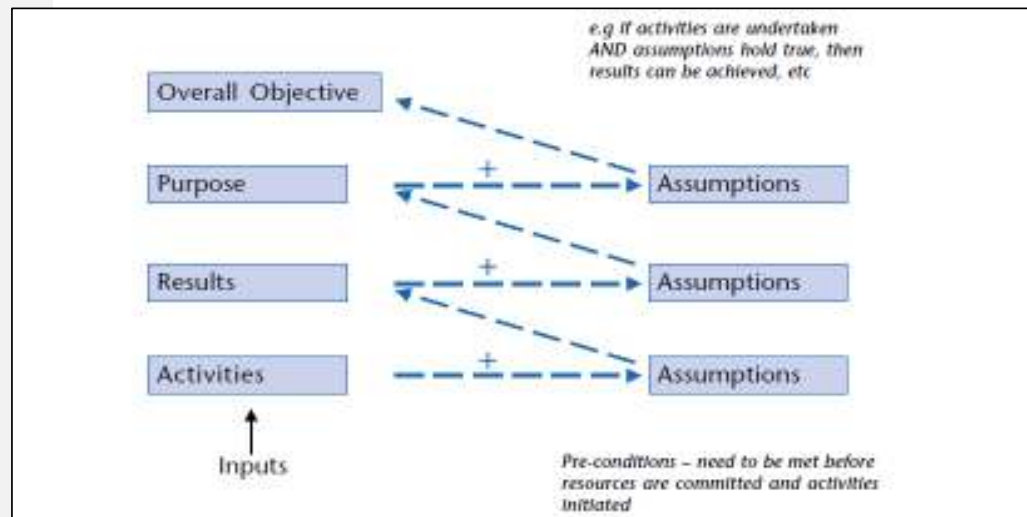 e.g if activities are undertaken
AND assumptions hold true, then
results can be achieved, etc
Overall Objective
+
Purpose
Assumptions
+
Results
Assumptions
+
Activities
Assumptions
Inputs
Pre-conditions – need to be met before
resources are committed and activities
initiated